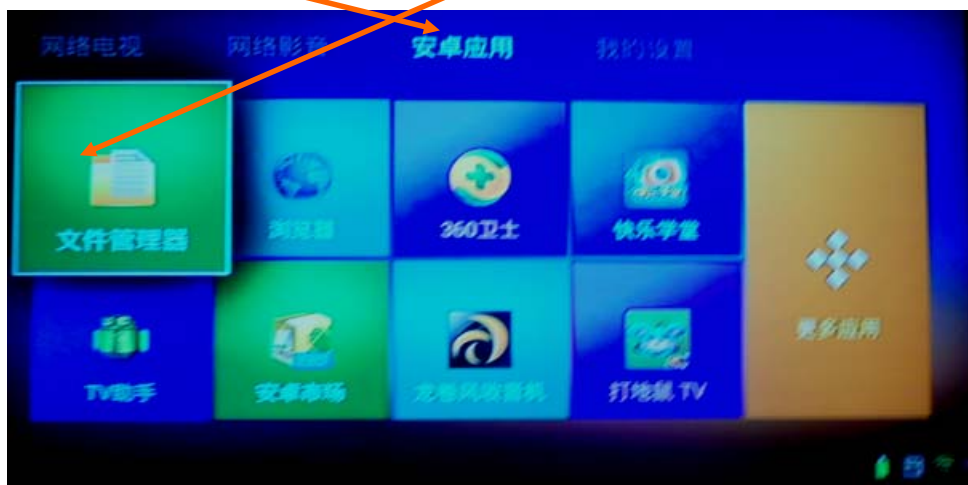 网络电视 网络影音 安卓应用 我的设置
文件管理器 浏览器 360卫士 快乐学堂
更多应用
TV助手 安卓市场 龙卷风收音机 打地鼠 TV